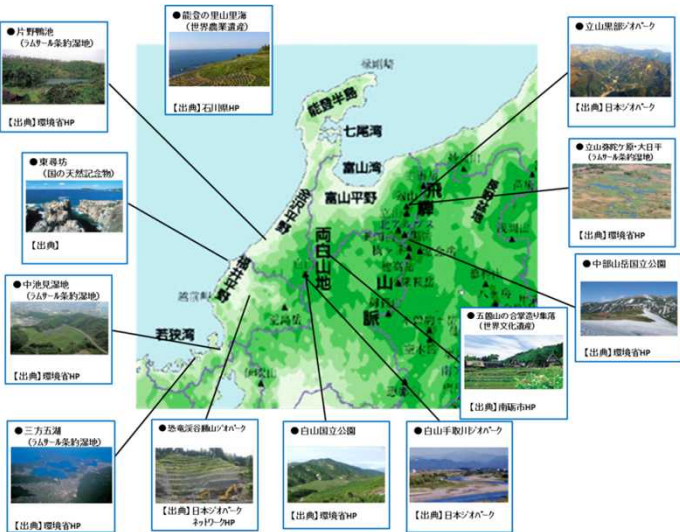 ●片野鴨池
(ラムサール条約湿地)
【出典】環境省HP
●能登の里山里海
(世界農業遺産)
【出典】石川県HP
●立山黒部ジオパーク
【出典】日本ジオパーク
●東尋坊
(国の天然記念物)
【出典】
●立山弥陀ケ原・大日平
(ラムサール条約湿地)
【出典】環境省HP
●中池見湿地
(ラムサール条約湿地)
【出典】環境省HP
●中部山岳国立公園
【出典】環境省HP
●五箇山の合掌造り集落
(世界文化遺産)
【出典】南砺市HP
●三方五湖
(ラムサール条約湿地)
【出典】環境省HP
●恐竜渓谷勝山ジオパーク
【出典】日本ジオパーク
ネットワークHP
●白山国立公園
【出典】環境省HP
●白山手取川ジオパーク
【出典】日本ジオパーク
能登半島
七尾湾
富山湾
富山平野
金沢平野
福井平野
両白山地
飛騨
山
脈
越前岬
若狭湾